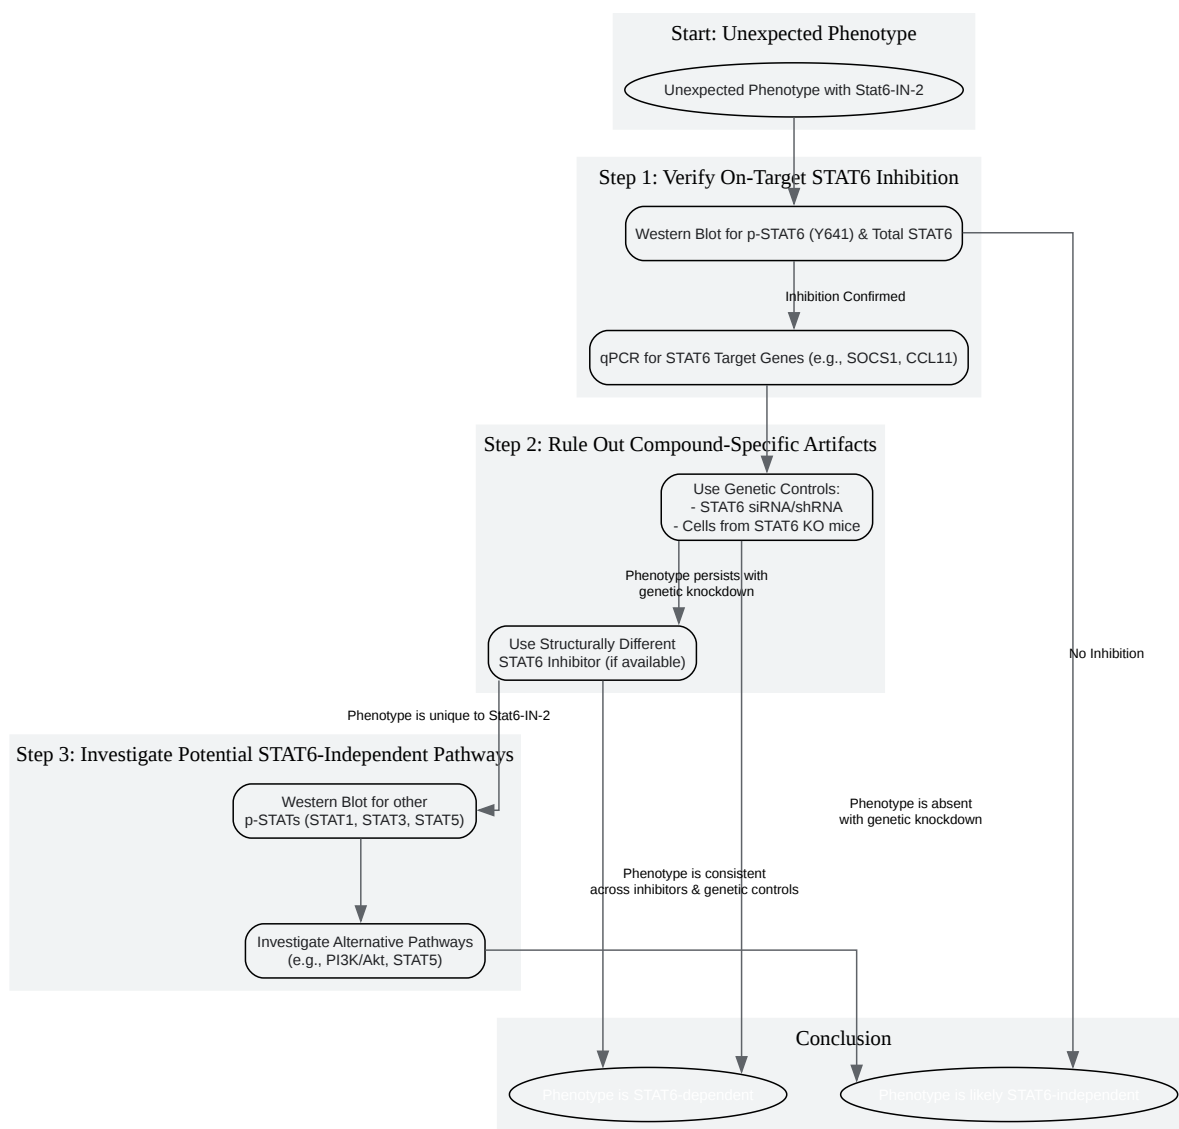 Start: Unexpected Phenotype
Unexpected Phenotype with Stat6-IN-2
Step 1: Verify On-Target STAT6 Inhibition
Western Blot for p-STAT6 (Y641) & Total STAT6
Inhibition Confirmed
qPCR for STAT6 Target Genes (e.g., SOCS1, CCL11)
Step 2: Rule Out Compound-Specific Artifacts
Use Genetic Controls:
- STAT6 siRNA/shRNA
- Cells from STAT6 KO mice
Phenotype persists with
genetic knockdown
Use Structurally Different
STAT6 Inhibitor (if available)
No Inhibition
Phenotype is unique to Stat6-IN-2
Step 3: Investigate Potential STAT6-Independent Pathways
Western Blot for other
p-STATs (STAT1, STAT3, STAT5)
Phenotype is absent
with genetic knockdown
Phenotype is consistent
across inhibitors & genetic controls
Investigate Alternative Pathways
(e.g., PI3K/Akt, STAT5)
Conclusion
Phenotype is STAT6-dependent
Phenotype is likely STAT6-independent